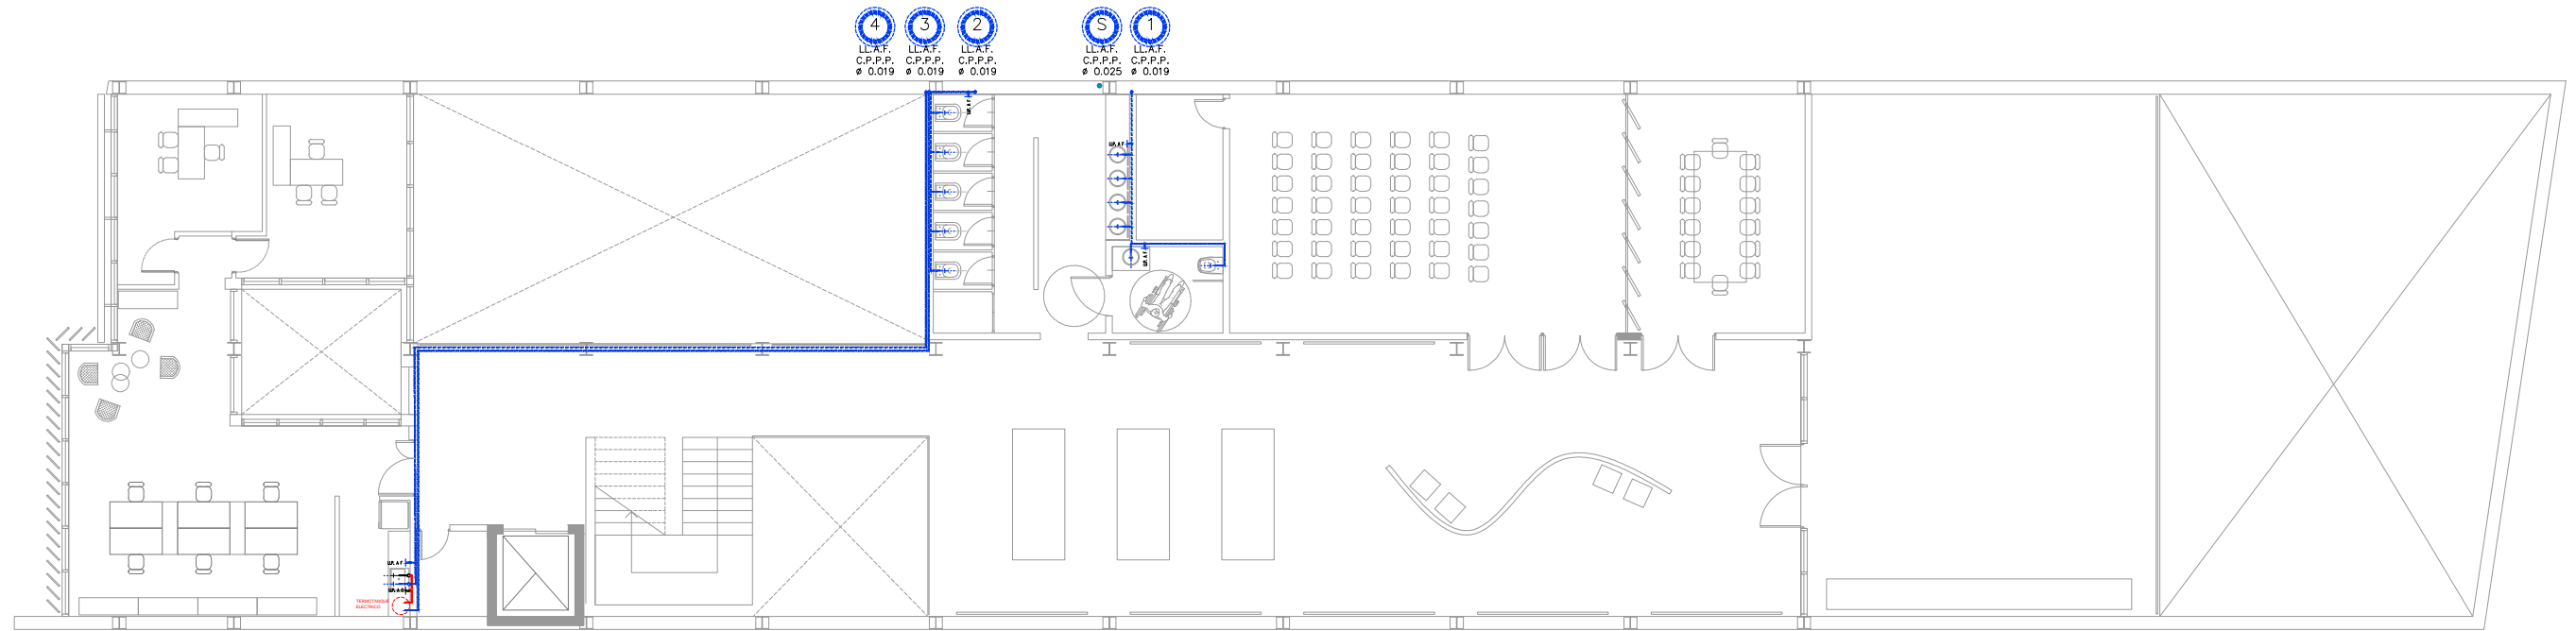 4
LL.A.F.
C.P.P.P.
ø 0.019
3
LL.A.F.
C.P.P.P.
ø 0.019
2
LL.A.F.
C.P.P.P.
ø 0.019
S
LL.A.F.
C.P.P.P.
ø 0.025
1
LL.A.F.
C.P.P.P.
ø 0.019
TERMOTANQUE
ELECTRICO